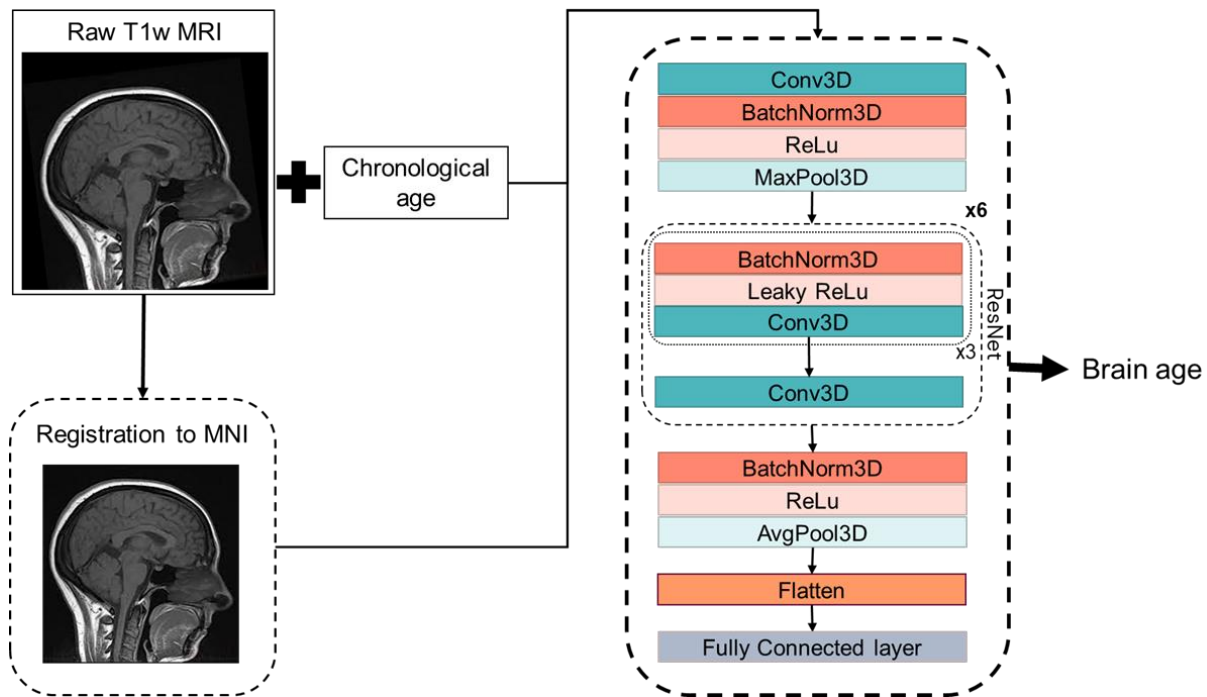 Raw T1w MRI
Chronological
age
Registration to MNI
Conv3D
BatchNorm3D
ReLu
MaxPool3D
x6
BatchNorm3D
Leaky ReLu
Conv3D
x3
Conv3D
ResNet
BatchNorm3D
ReLu
AvgPool3D
Flatten
Fully Connected layer
Brain age